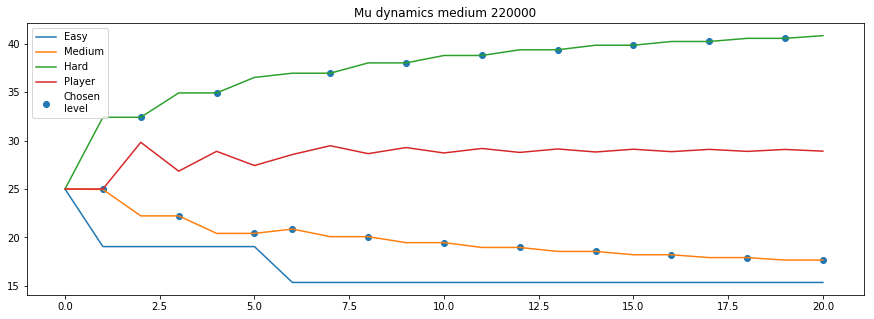 Mu dynamics medium 220000
Easy
Medium
Hard
Player
Chosen
level
40
35
30
25
20
15
0.0 2.5 5.0 7.5 10.0 12.5 15.0 17.5 20.0